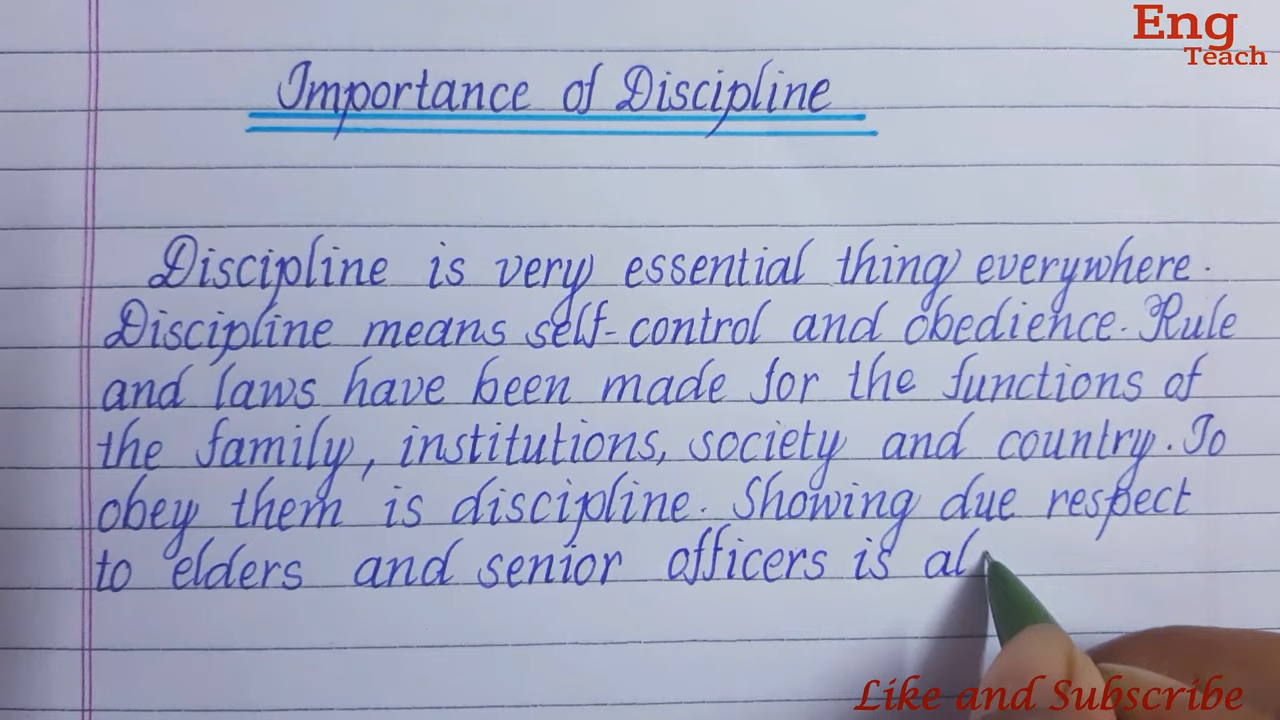 Eng
Teach
Importance of Discipline
Discipline is very essential thing everywhere.
Discipline means self-control and obedience. Rule
and laws have been made for the functions of
the family, institutions, society and country. To
obey them is discipline. Showing due respect
to elders and senior officers is al
Like and Subscribe